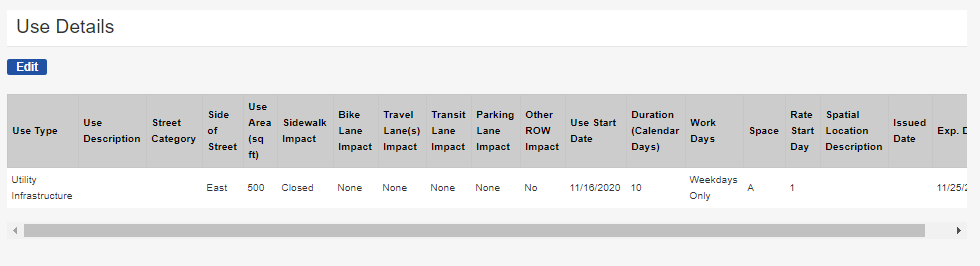 Use Details
Edit
Use Type Use Description Street Category Side of Street Use Area (sq ft) Sidewalk Impact Bike Lane Impact Travel Lane(s) Impact Transit Lane Impact Parking Lane Impact Other ROW Impact Use Start Date Duration (Calendar Days) Work Days Space Rate Start Day Spatial Location Description Issued Date Exp. D
Utility Infrastructure East 500 Closed None None None None No 11/16/2020 10 Weekdays Only A 1 11/25/2